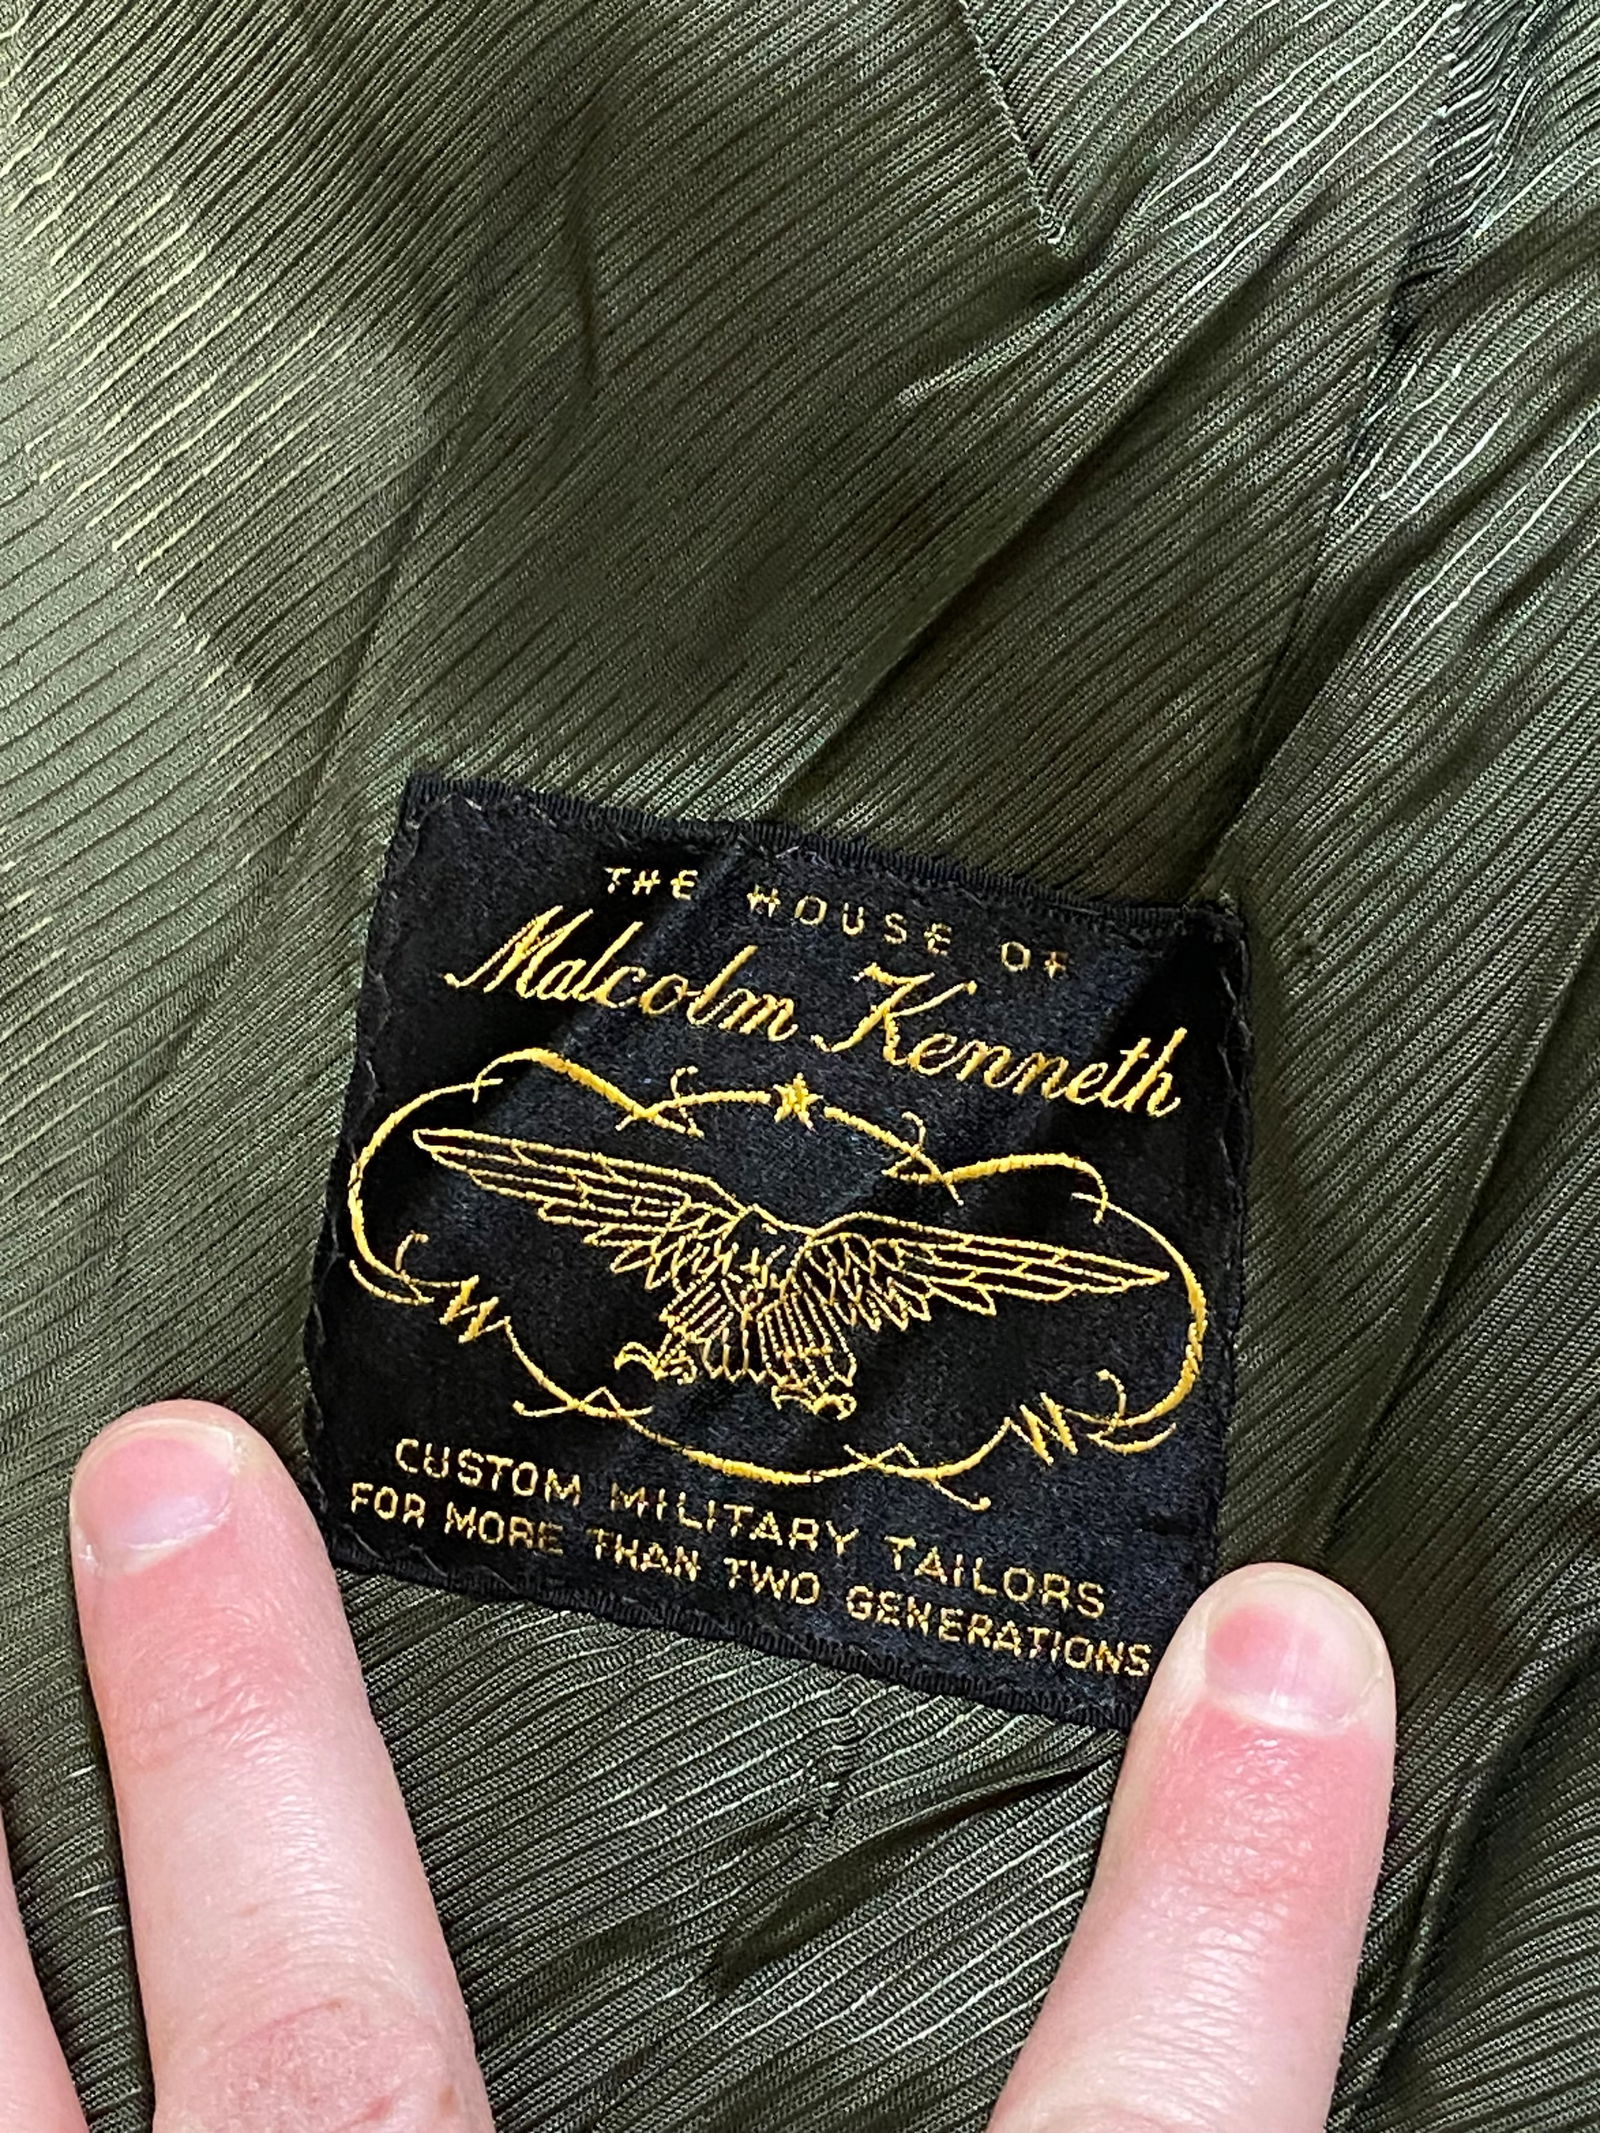 THE HOUSE OF
Malcolm Kenneth
CUSTOM MILITARY TAILORS
FOR MORE THAN TWO GENERATIONS